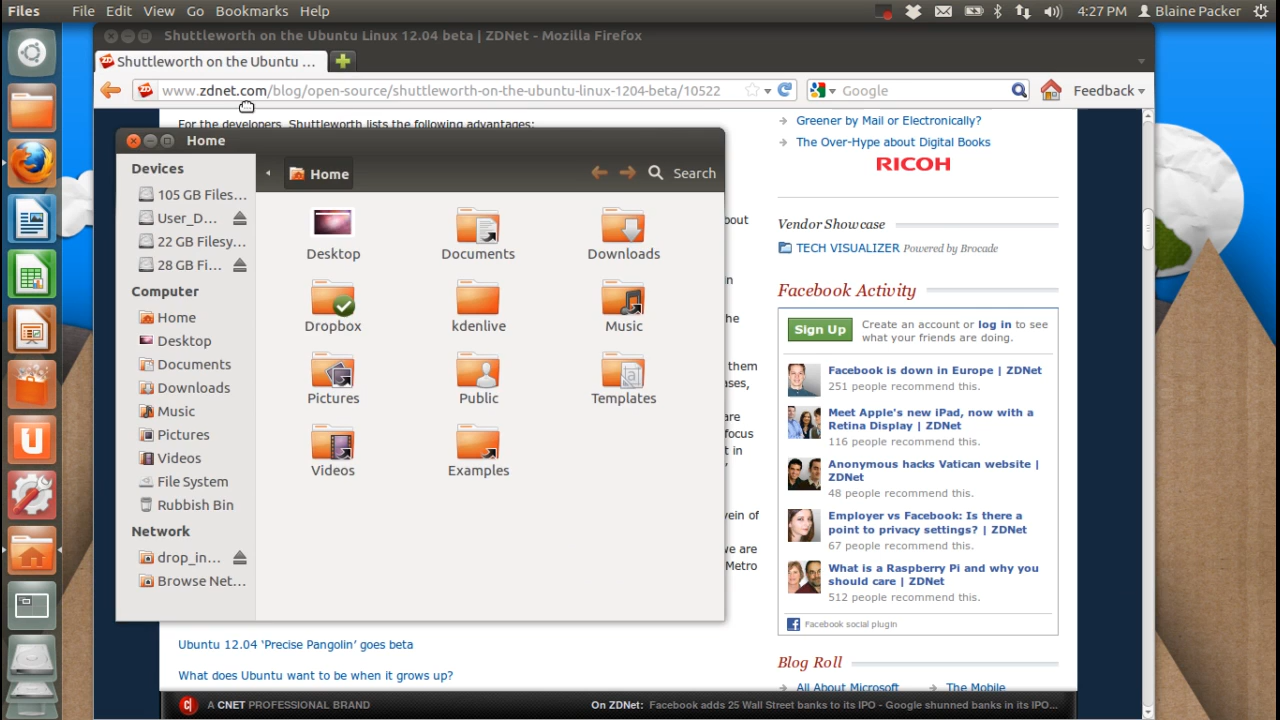 Files File Edit View Go Bookmarks Help 4:27 PM Blaine Packer
Shuttleworth on the Ubuntu Linux 12.04 beta | ZDNet - Mozilla Firefox
Shuttleworth on the Ubuntu ...
www.zdnet.com/blog/open-source/shuttleworth-on-the-ubuntu-linux-1204-beta/10522
Google
Feedback
For the developers, Shuttleworth lists the following advantages:
Home
Devices
105 GB Files...
User_D...
22 GB Filesy...
28 GB Fi...
Computer
Home
Desktop
Documents
Downloads
Music
Pictures
Videos
File System
Rubbish Bin
Network
drop_in...
Browse Net...
Home
Search
Desktop Documents Downloads
Dropbox kdenlive Music
Pictures Public Templates
Videos Examples
bout
n
he
them
ases,
are
focus
t in
vein of
we are
Metro
Ubuntu 12.04 ‘Precise Pangolin’ goes beta
What does Ubuntu want to be when it grows up?
Greener by Mail or Electronically?
The Over-Hype about Digital Books
RICOH
Vendor Showcase
TECH VISUALIZER Powered by Brocade
Facebook Activity
Sign Up
Create an account or log in to see
what your friends are doing.
Facebook is down in Europe | ZDNet
251 people recommend this.
Meet Apple's new iPad, now with a
Retina Display | ZDNet
116 people recommend this.
Anonymous hacks Vatican website |
ZDNet
48 people recommend this.
Employer vs Facebook: Is there a
point to privacy settings? | ZDNet
67 people recommend this.
What is a Raspberry Pi and why you
should care | ZDNet
512 people recommend this.
Facebook social plugin
Blog Roll
All About Microsoft The Mobile
A CNET PROFESSIONAL BRAND
On ZDNet: Facebook adds 25 Wall Street banks to its IPO - Google shunned banks in its IPO...